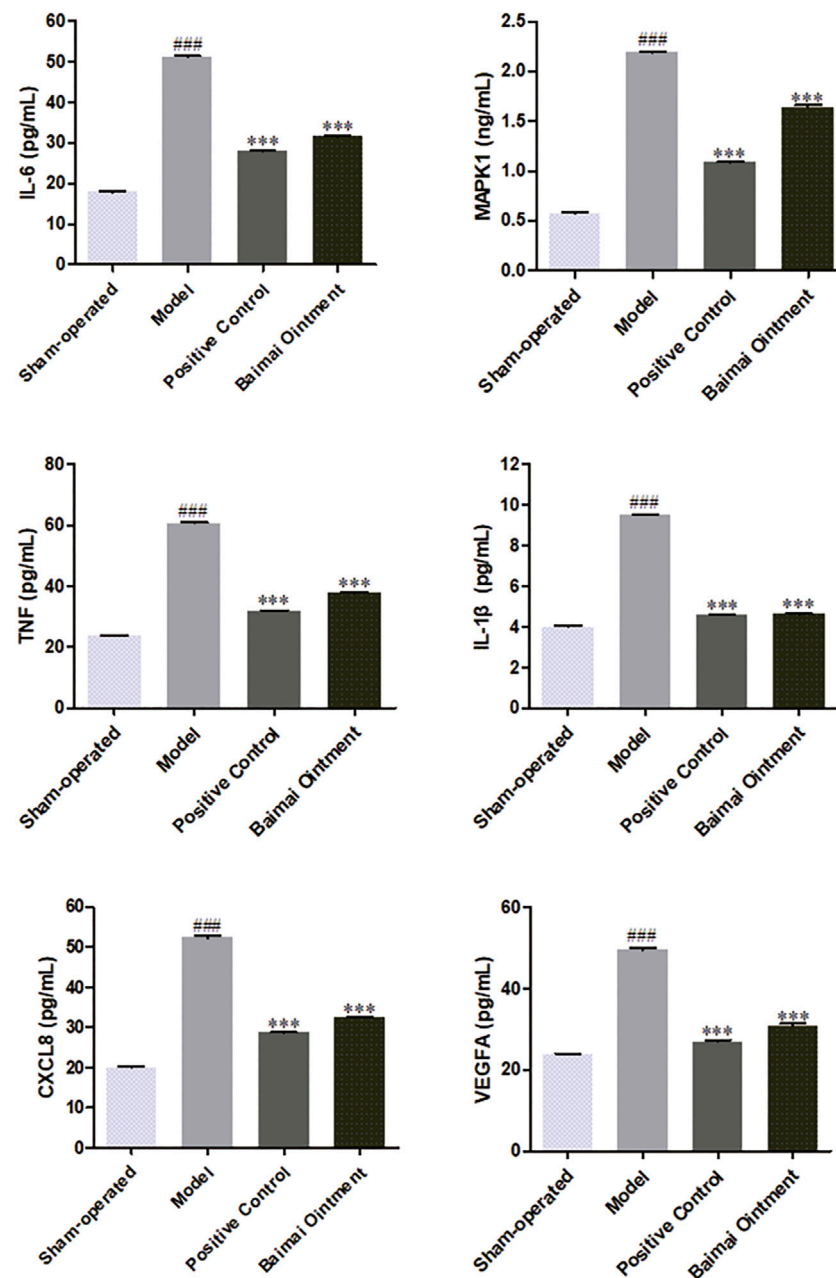 IL-6 (pg/mL)
60
50
40
30
20
10
0
###
***
***
Sham-operated
Model
Positive Control
Baimai Ointment
MAPK1 (ng/mL)
2.5
2.0
1.5
1.0
0.5
0.0
###
***
***
Sham-operated
Model
Positive Control
Baimai Ointment
TNF (pg/mL)
80
60
40
20
0
###
***
***
Sham-operated
Model
Positive Control
Baimai Ointment
IL-1β (pg/mL)
12
10
8
6
4
2
0
###
***
***
Sham-operated
Model
Positive Control
Baimai Ointment
CXCL8 (pg/mL)
60
50
40
30
20
10
0
###
***
***
Sham-operated
Model
Positive Control
Baimai Ointment
VEGFA (pg/mL)
60
40
20
0
###
***
***
Sham-operated
Model
Positive Control
Baimai Ointment